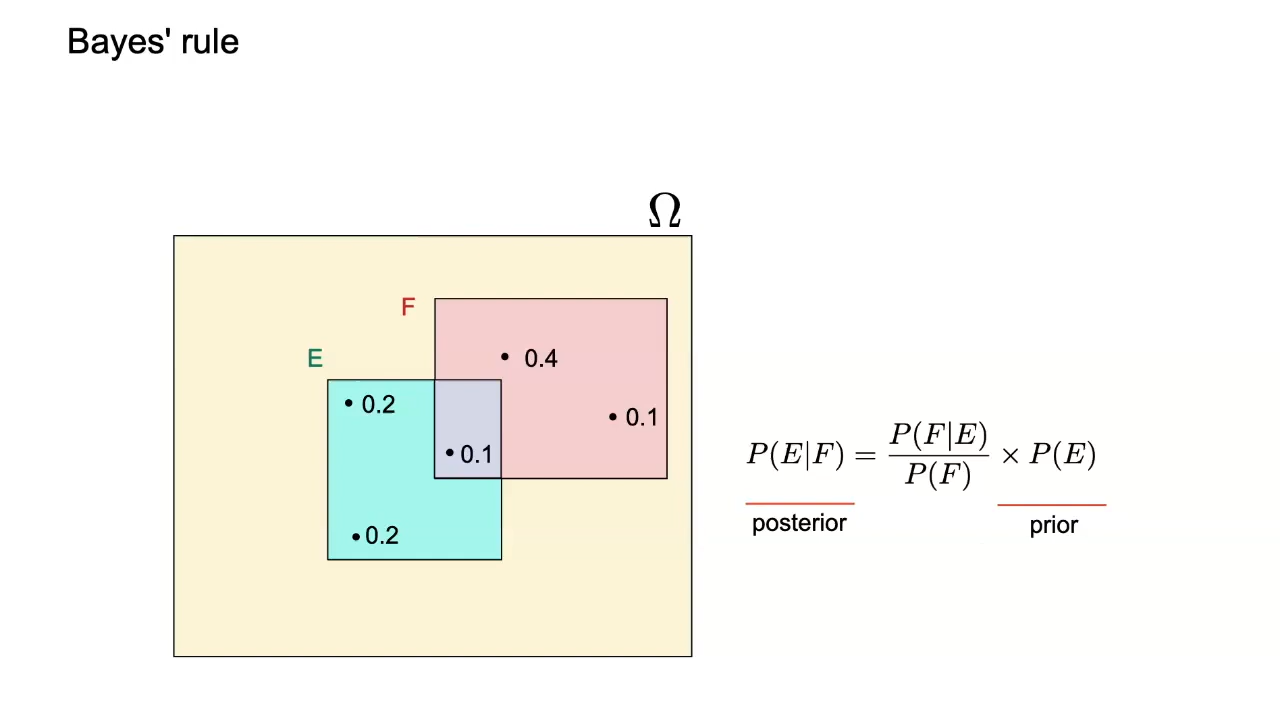 Bayes' rule
Ω
F
E
0.4
0.2
0.1
0.1
0.2
P(E|F) = P(F|E) / P(F) × P(E)
posterior
prior